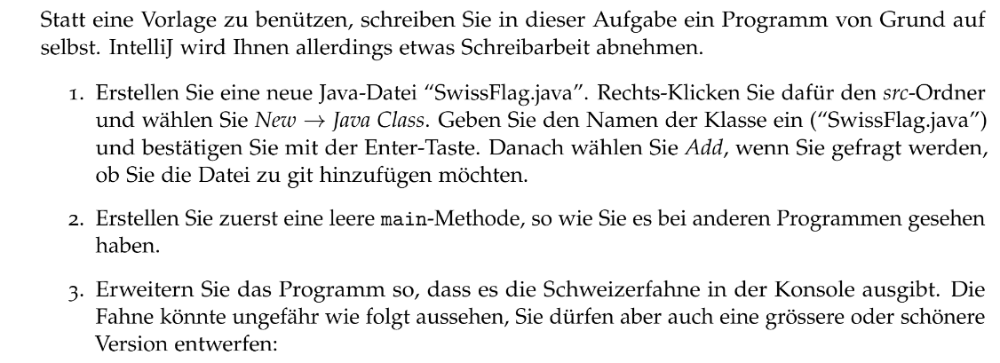 Statt eine Vorlage zu benützen, schreiben Sie in dieser Aufgabe ein Programm von Grund auf
selbst. IntelliJ wird Ihnen allerdings etwas Schreibarbeit abnehmen.
1. Erstellen Sie eine neue Java-Datei “SwissFlag.java”. Rechts-Klicken Sie dafür den src-Ordner
und wählen Sie New → Java Class. Geben Sie den Namen der Klasse ein (“SwissFlag.java”)
und bestätigen Sie mit der Enter-Taste. Danach wählen Sie Add, wenn Sie gefragt werden,
ob Sie die Datei zu git hinzufügen möchten.
2. Erstellen Sie zuerst eine leere main-Methode, so wie Sie es bei anderen Programmen gesehen
haben.
3. Erweitern Sie das Programm so, dass es die Schweizerfahne in der Konsole ausgibt. Die
Fahne könnte ungefähr wie folgt aussehen, Sie dürfen aber auch eine grössere oder schönere
Version entwerfen: